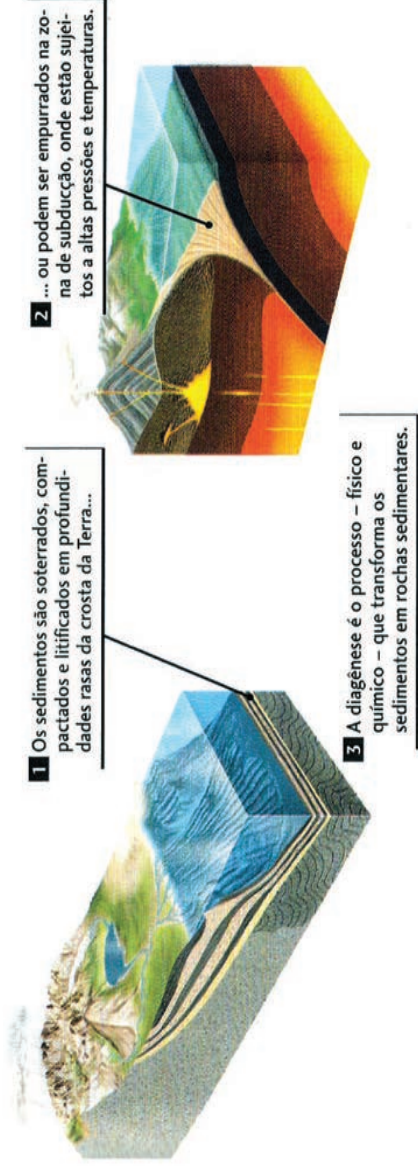 1 Os sedimentos são soterrados, com-
pactados e litificados em profundi-
dades rasas da crosta da Terra...
2 ... ou podem ser empurrados na zo-
na de subducção, onde estão sujei-
tos a altas pressões e temperaturas.
3 A diagênese é o processo – físico e
químico – que transforma os
sedimentos em rochas sedimentares.